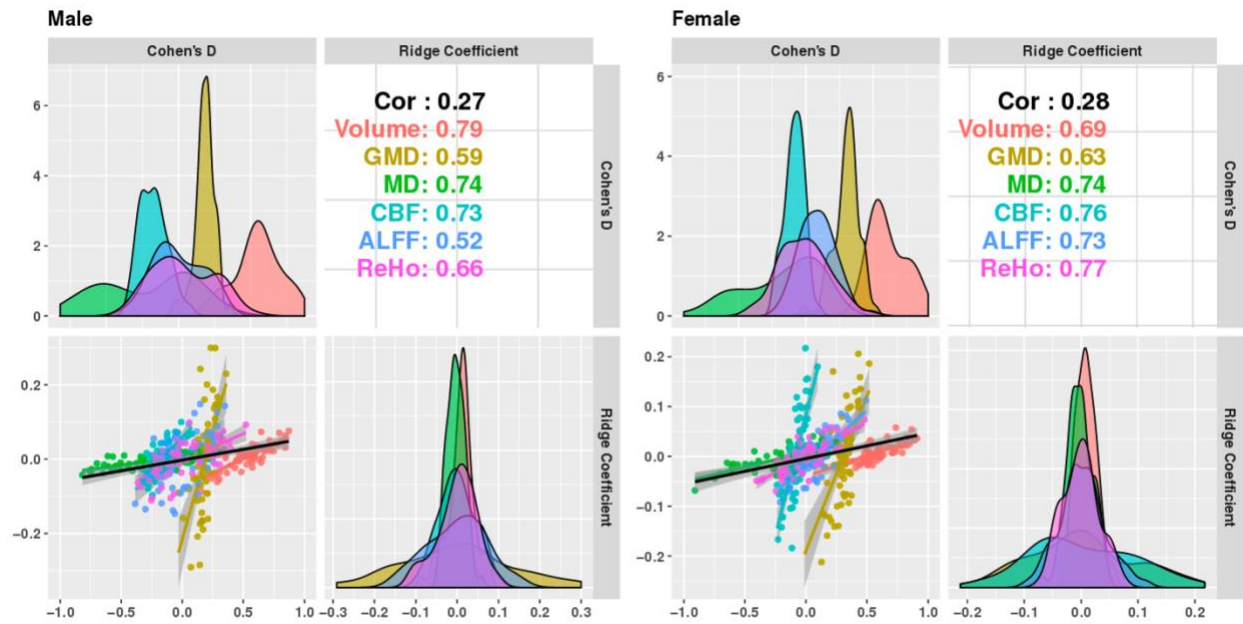 Male
Cohen's D
Ridge Coefficient
6
4
2
0
Cor : 0.27
Volume: 0.79
GMD: 0.59
MD: 0.74
CBF: 0.73
ALFF: 0.52
ReHo: 0.66
Cohen's D
0.2
0.0
−0.2
Ridge Coefficient
−1.0 −0.5 0.0 0.5 1.0
−0.3 −0.2 −0.1 0.0 0.1 0.2 0.3
Female
Cohen's D
Ridge Coefficient
6
4
2
0
Cor : 0.28
Volume: 0.69
GMD: 0.63
MD: 0.74
CBF: 0.76
ALFF: 0.73
ReHo: 0.77
Cohen's D
0.2
0.1
0.0
−0.1
−0.2
Ridge Coefficient
−1.0 −0.5 0.0 0.5 1.0
−0.2 −0.1 0.0 0.1 0.2